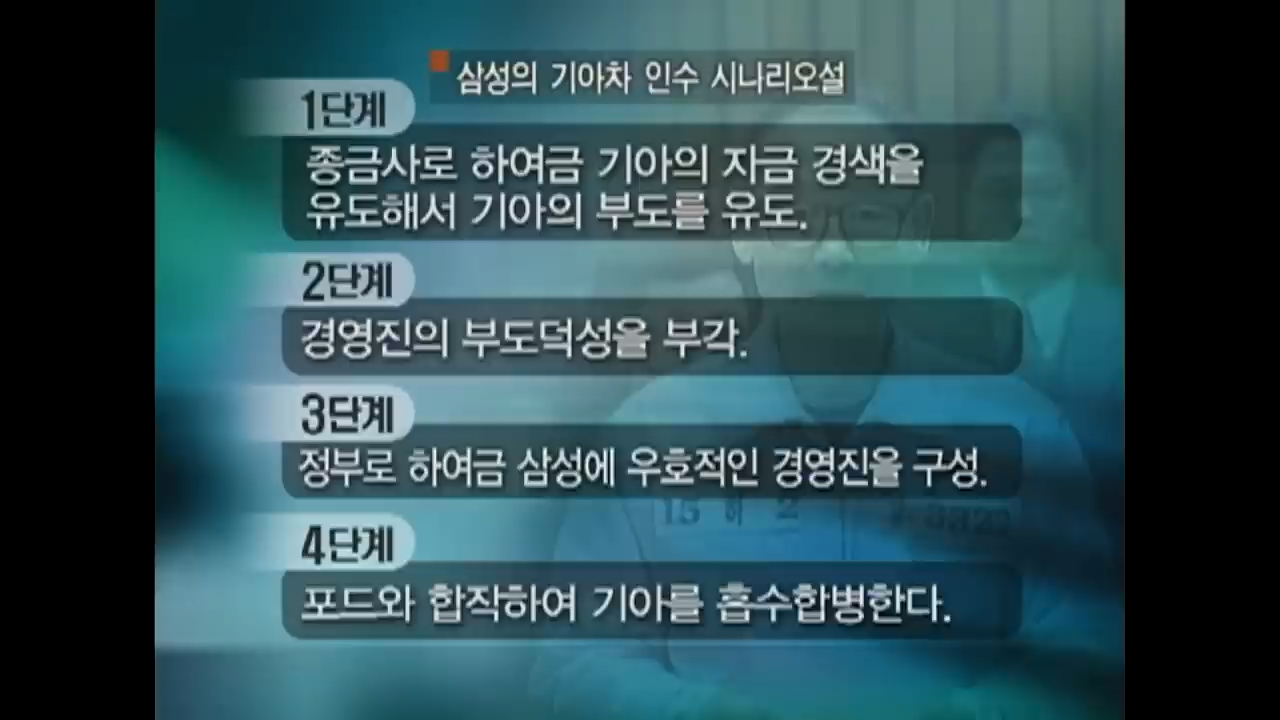 삼성의 기아차 인수 시나리오설
1단계
종금사로 하여금 기아의 자금 경색을
유도해서 기아의 부도를 유도.
2단계
경영진의 부도덕성을 부각.
3단계
정부로 하여금 삼성에 우호적인 경영진을 구성.
4단계
포드와 합작하여 기아를 흡수합병한다.